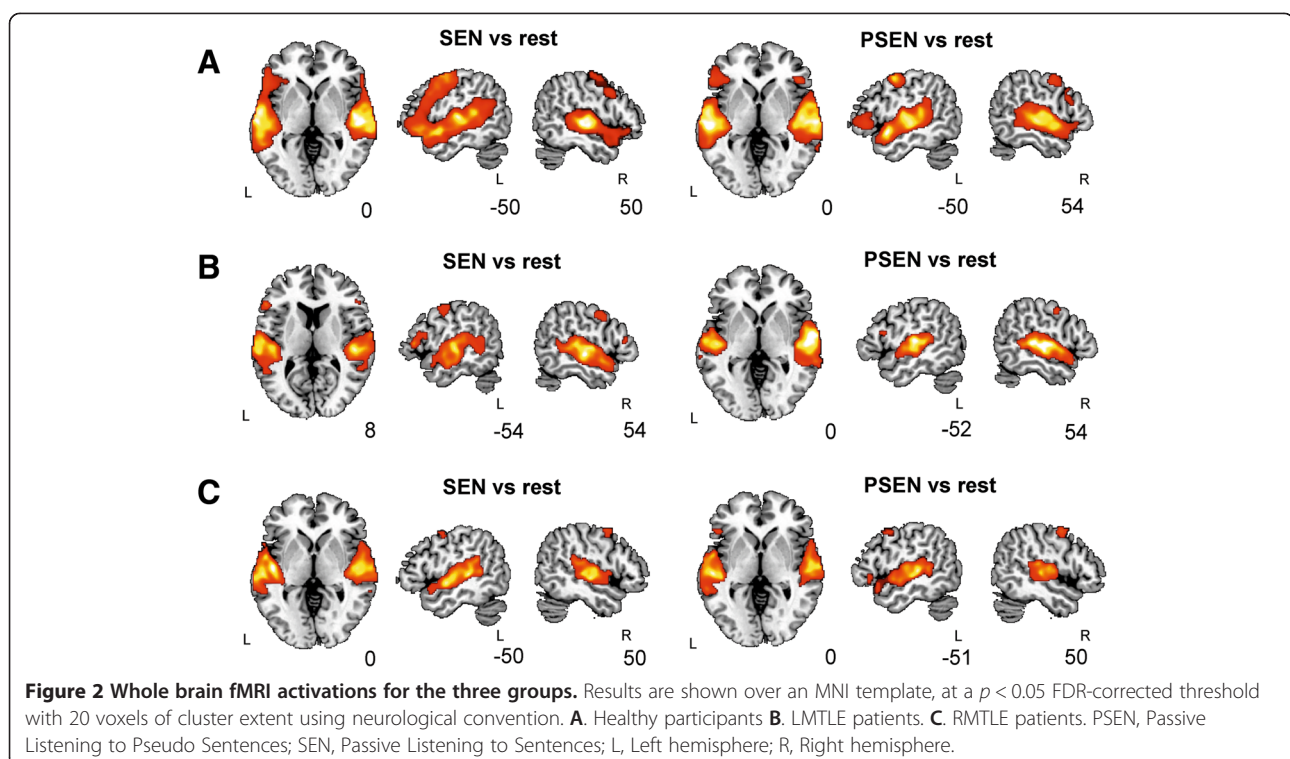 A
SEN vs rest
PSEN vs rest
L
0
L
-50
R
50
0
L
-50
R
54
B
SEN vs rest
PSEN vs rest
L
8
L
-54
R
54
0
L
-52
R
54
C
SEN vs rest
PSEN vs rest
L
0
L
-50
R
50
0
L
-51
R
50
Figure 2 Whole brain fMRI activations for the three groups. Results are shown over an MNI template, at a p < 0.05 FDR-corrected threshold
with 20 voxels of cluster extent using neurological convention. A. Healthy participants B. LMTLE patients. C. RMTLE patients. PSEN, Passive
Listening to Pseudo Sentences; SEN, Passive Listening to Sentences; L, Left hemisphere; R, Right hemisphere.